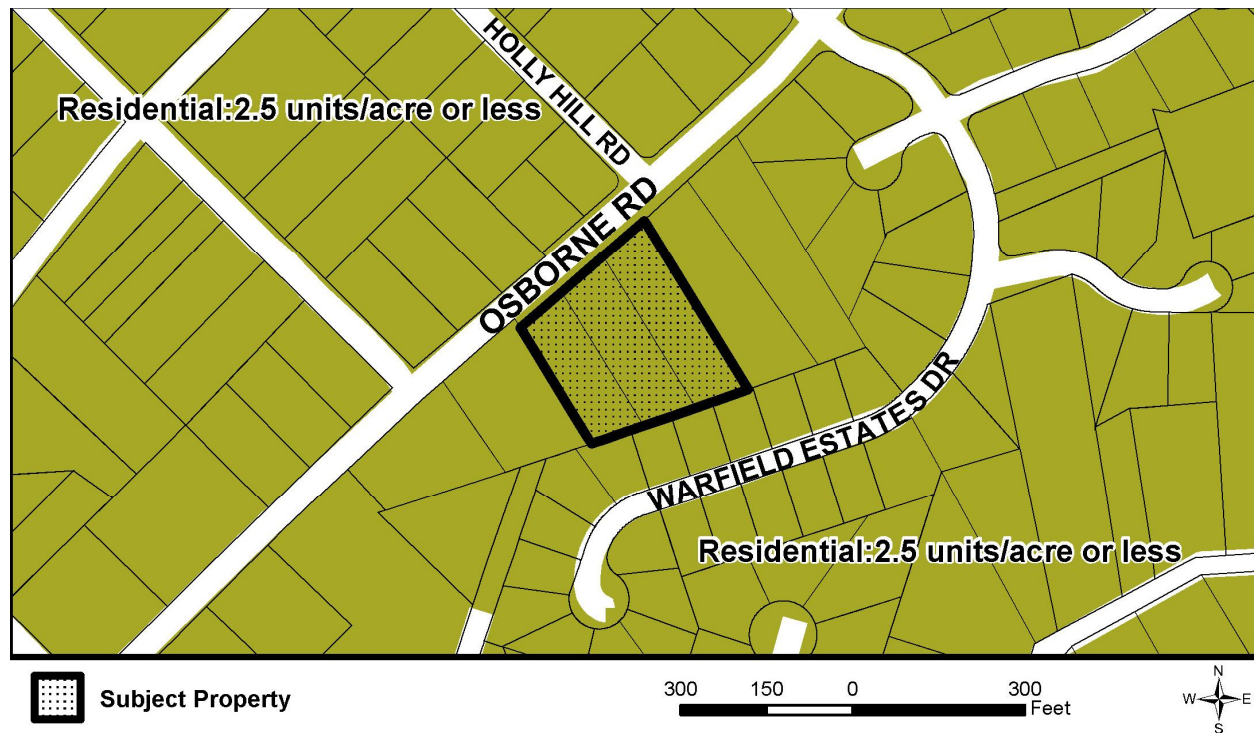 HOLLY HILL RD
Residential:2.5 units/acre or less
OSBORNE RD
WARFIELD ESTATES DR
Residential:2.5 units/acre or less
Subject Property
300 150 0 300
Feet
N
W E
S